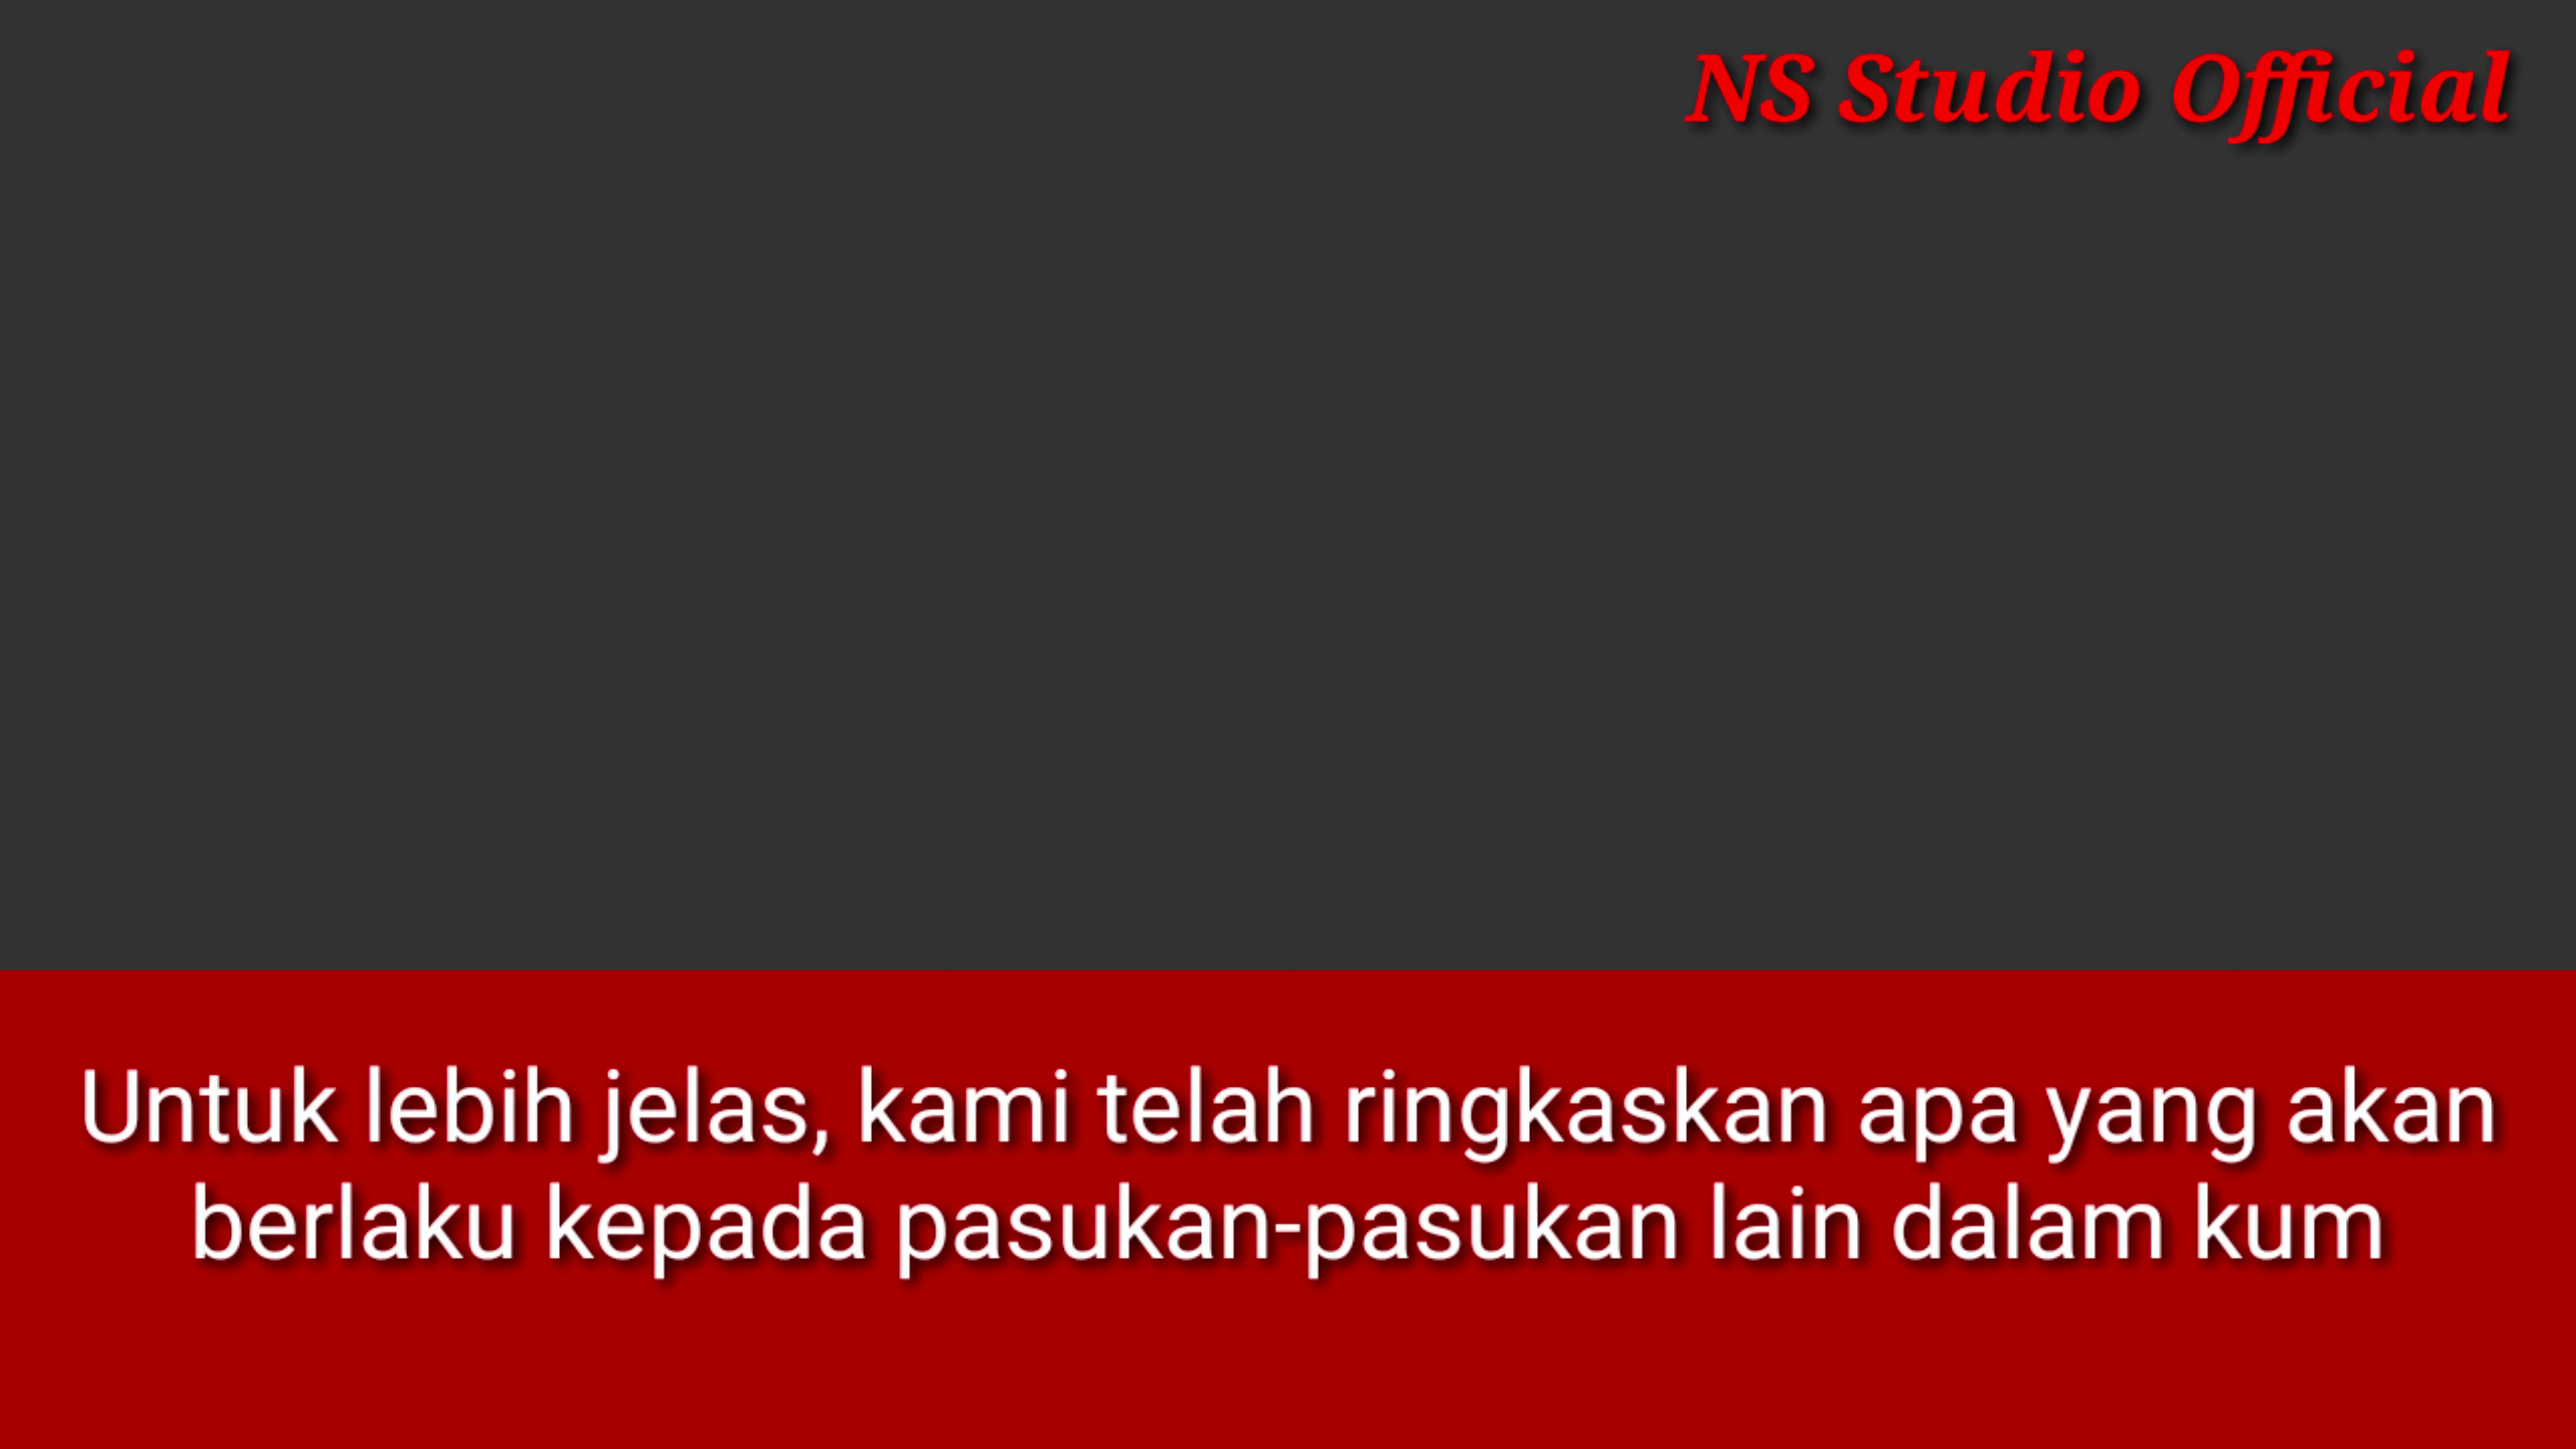 NS Studio Official
Untuk lebih jelas, kami telah ringkaskan apa yang akan
berlaku kepada pasukan-pasukan lain dalam kum